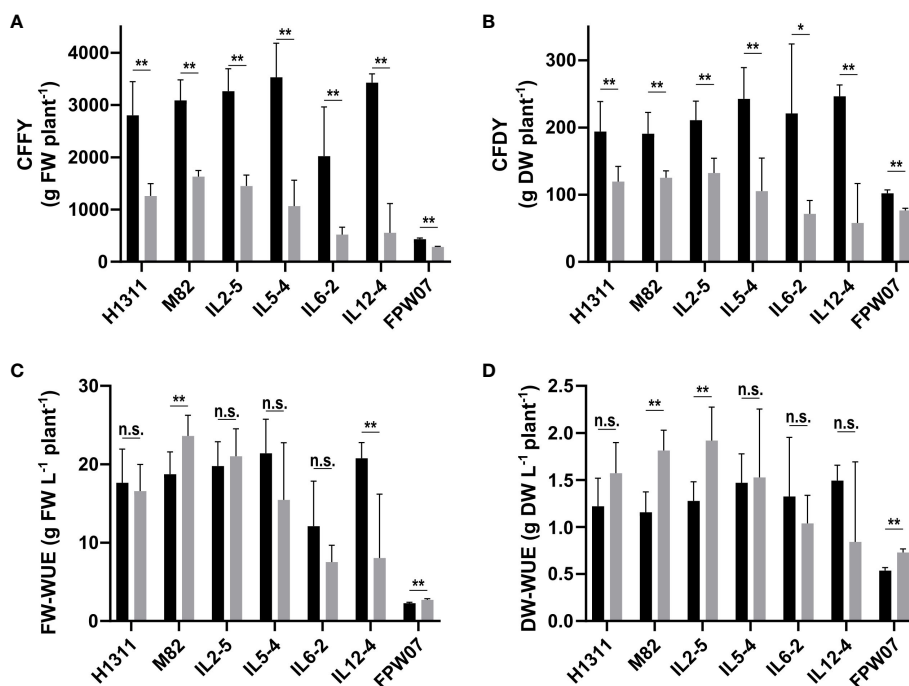 A
CFFY
(g FW plant⁻¹)
4000
3000
2000
1000
0
**
**
**
**
**
**
**
H1311
M82
IL2-5
IL5-4
IL6-2
IL12-4
FPW07
B
CFDY
(g DW plant⁻¹)
300
200
100
0
**
**
**
**
*
**
**
H1311
M82
IL2-5
IL5-4
IL6-2
IL12-4
FPW07
C
FW-WUE (g FW L⁻¹ plant⁻¹)
30
20
10
0
n.s.
**
n.s.
n.s.
n.s.
**
**
H1311
M82
IL2-5
IL5-4
IL6-2
IL12-4
FPW07
D
DW-WUE (g DW L⁻¹ plant⁻¹)
2.5
2.0
1.5
1.0
0.5
0.0
n.s.
**
**
n.s.
n.s.
n.s.
**
H1311
M82
IL2-5
IL5-4
IL6-2
IL12-4
FPW07